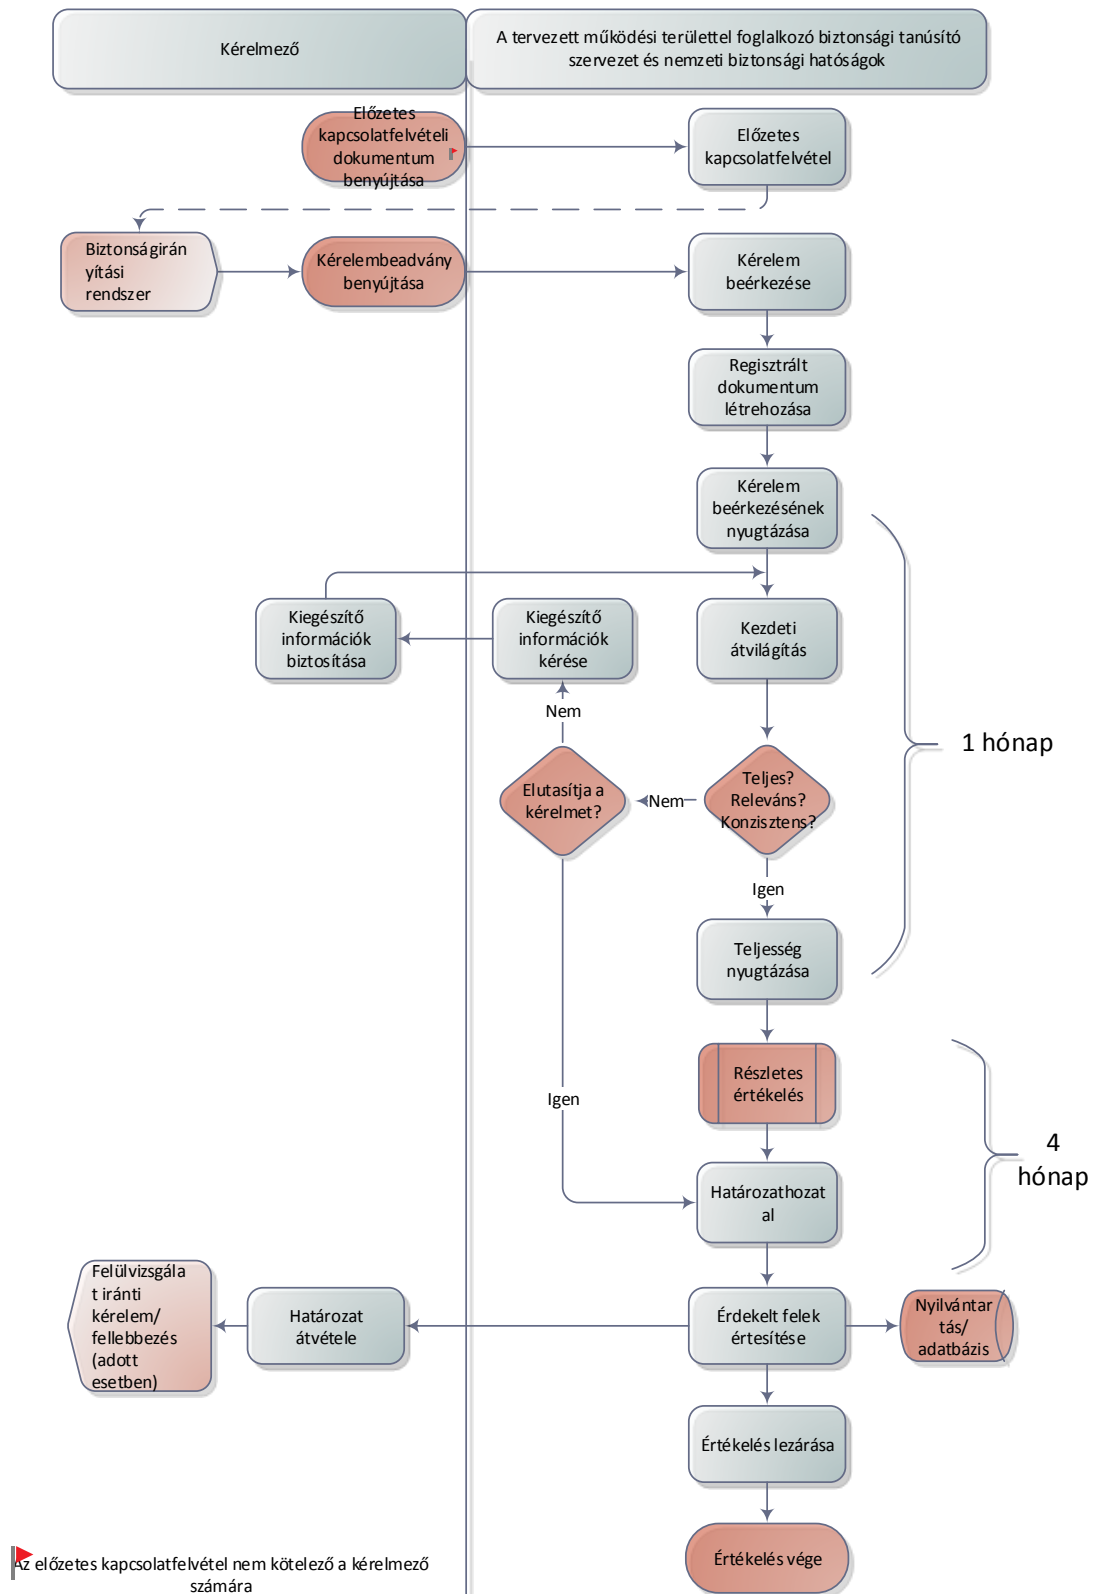 Kérelmező
A tervezett működési területtel foglalkozó biztonsági tanúsító
szervezet és nemzeti biztonsági hatóságok
Előzetes
kapcsolatfelvételi
dokumentum
benyújtása
Előzetes
kapcsolatfelvétel
Biztonságirán
yítási
rendszer
Kérelembeadvány
benyújtása
Kérelem
beérkezése
Regisztrált
dokumentum
létrehozása
Kérelem
beérkezésének
nyugtázása
Kiegészítő
információk
biztosítása
Kiegészítő
információk
kérése
Kezdeti
átvilágítás
Nem
1 hónap
Elutasítja a
kérelmet?
Nem
Teljes?
Releváns?
Konzisztens?
Igen
Teljesség
nyugtázása
Részletes
értékelés
Igen
4
hónap
Határozathozat
al
Felülvizsgála
t iránti
kérelem/
fellebbezés
(adott
esetben)
Határozat
átvétele
Érdekelt felek
értesítése
Nyilvántar
tás/
adatbázis
Értékelés lezárása
Értékelés vége
Az előzetes kapcsolatfelvétel nem kötelező a kérelmező
számára